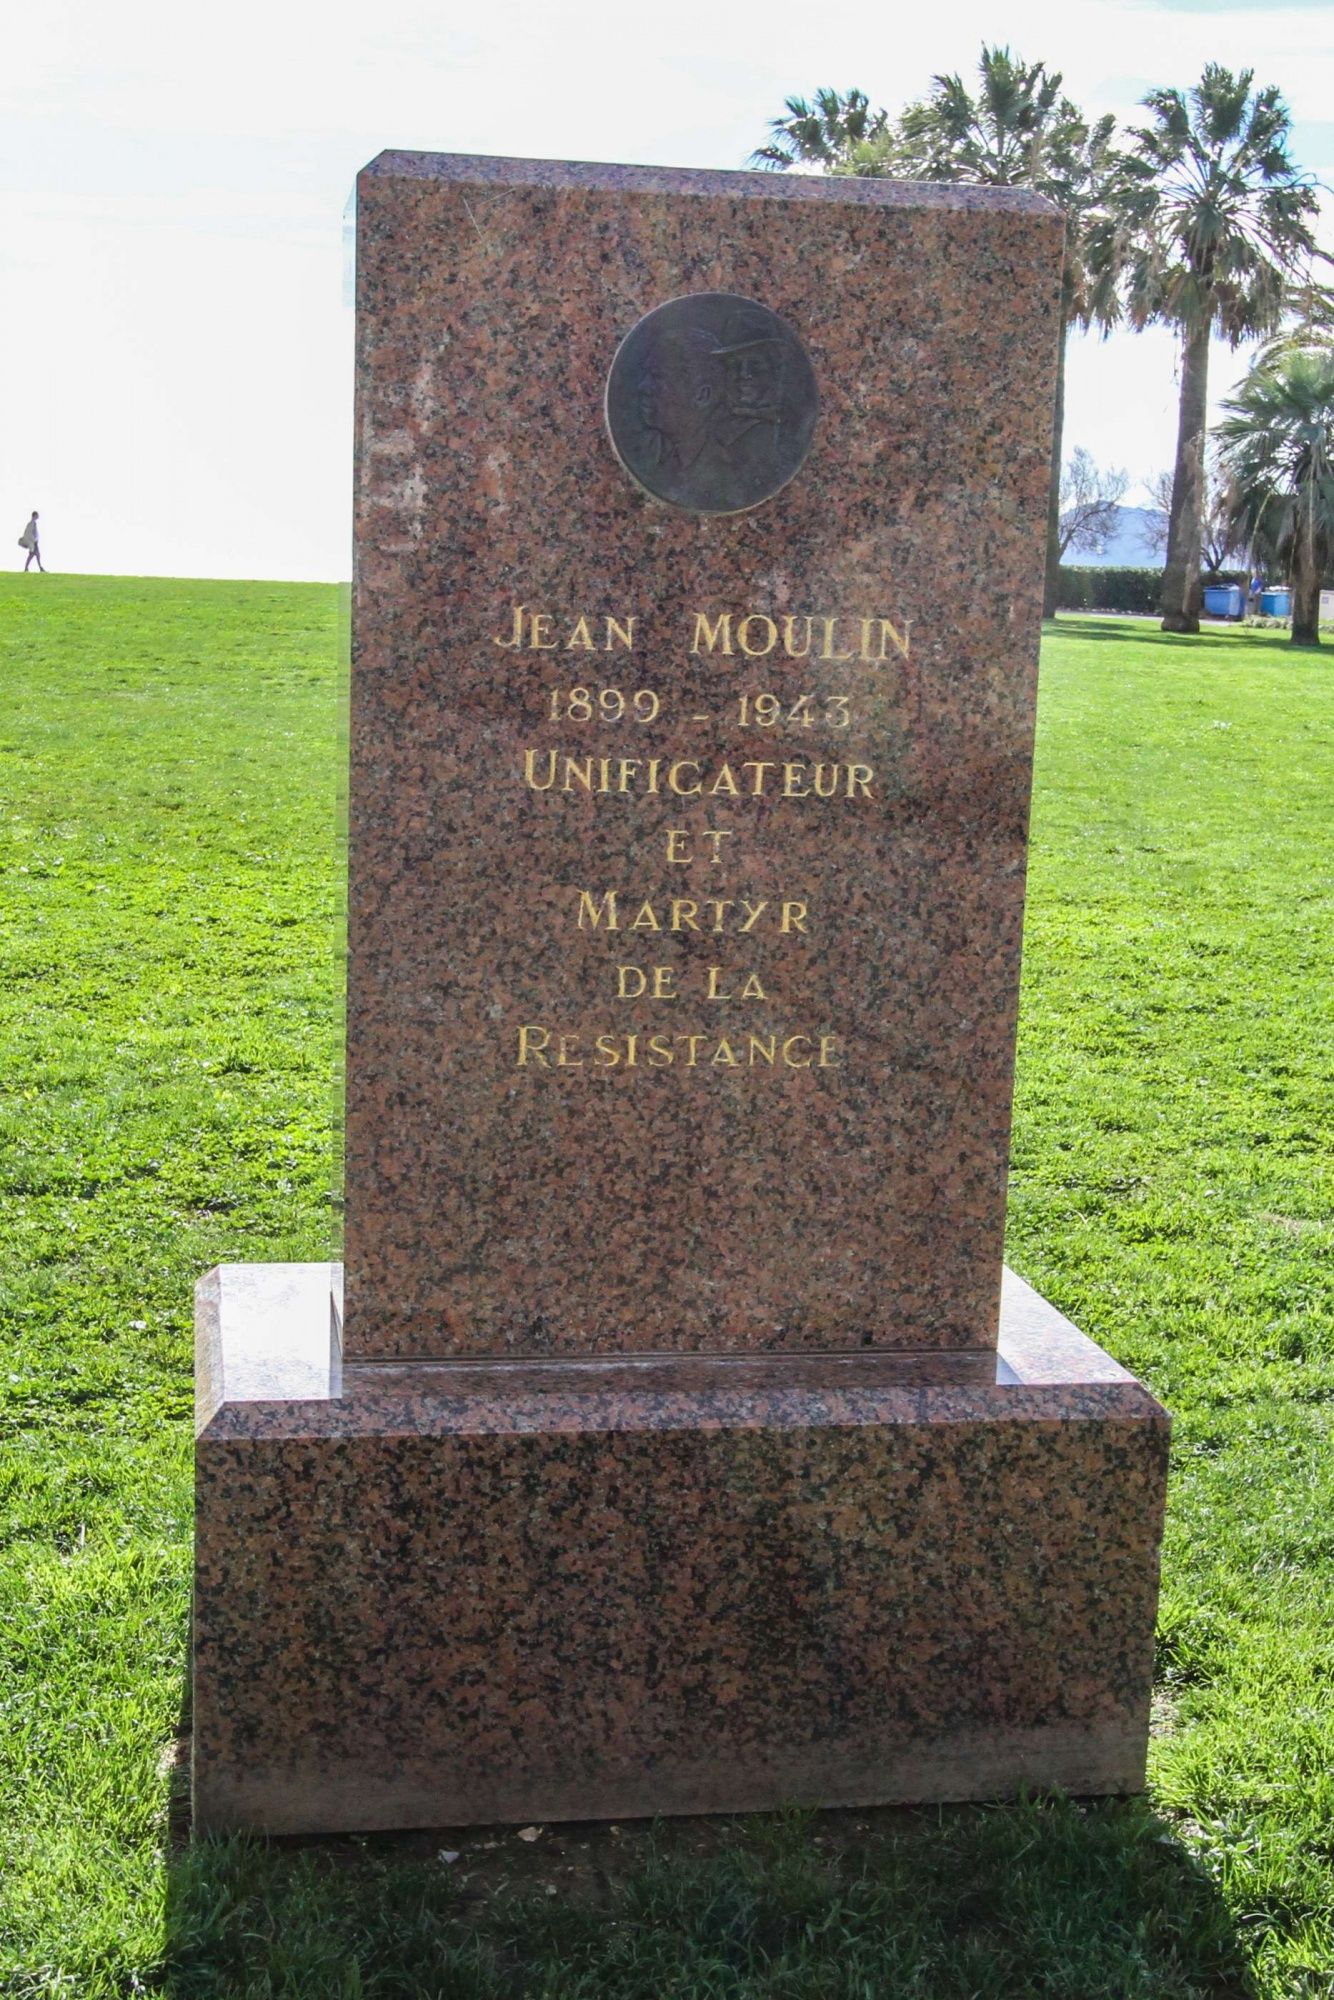 JEAN MOULIN
1899 - 1943
UNIFICATEUR
ET
MARTYR
DE LA
RESISTANCE